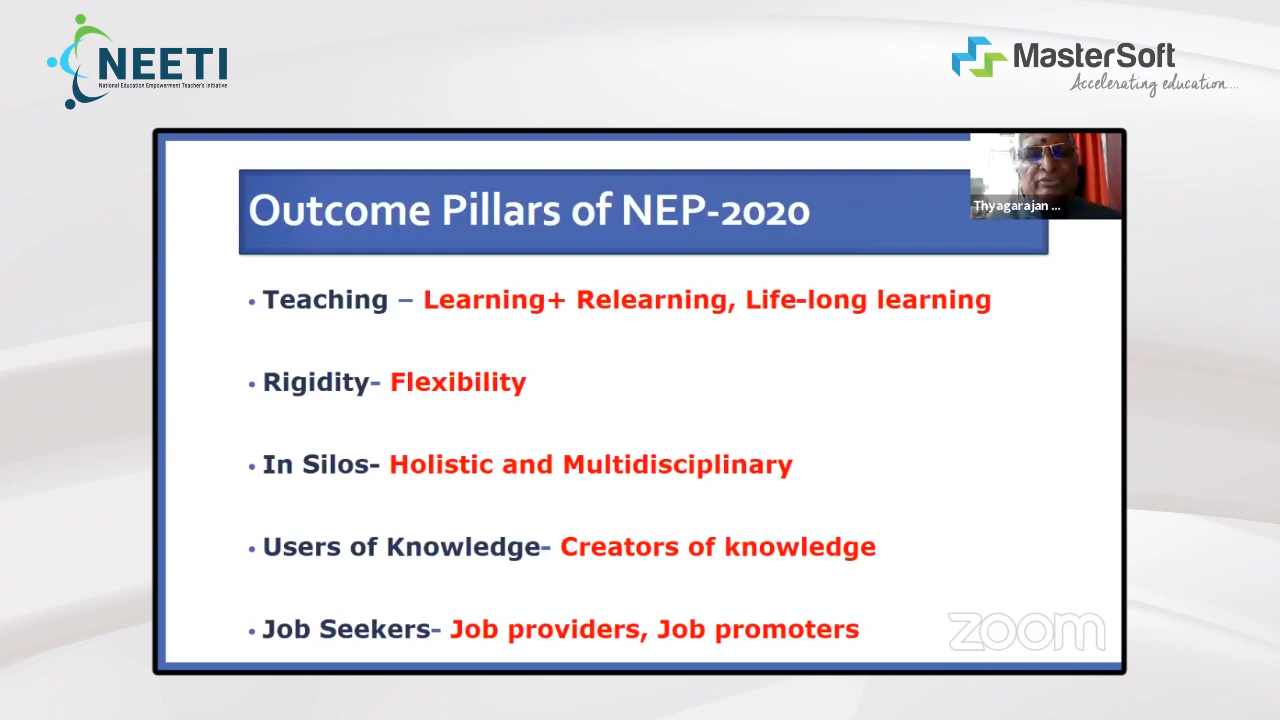 NEETI
National Education Empowerment Teacher's Initiative
MasterSoft
Accelerating education....
Outcome Pillars of NEP-2020
Thyagarajan ...
• Teaching – Learning+ Relearning, Life-long learning
• Rigidity- Flexibility
• In Silos- Holistic and Multidisciplinary
• Users of Knowledge- Creators of knowledge
• Job Seekers- Job providers, Job promoters
zoom